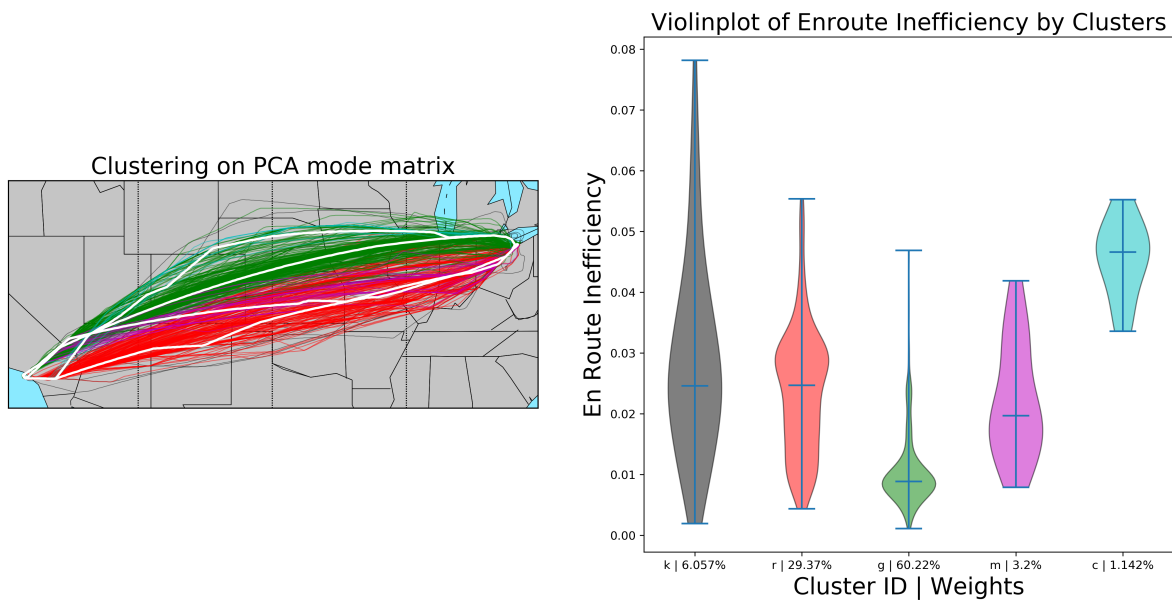 Clustering on PCA mode matrix
Violinplot of Enroute Inefficiency by Clusters
En Route Inefficiency
0.08
0.07
0.06
0.05
0.04
0.03
0.02
0.01
0.00
k | 6.057%
r | 29.37%
g | 60.22%
m | 3.2%
c | 1.142%
Cluster ID | Weights